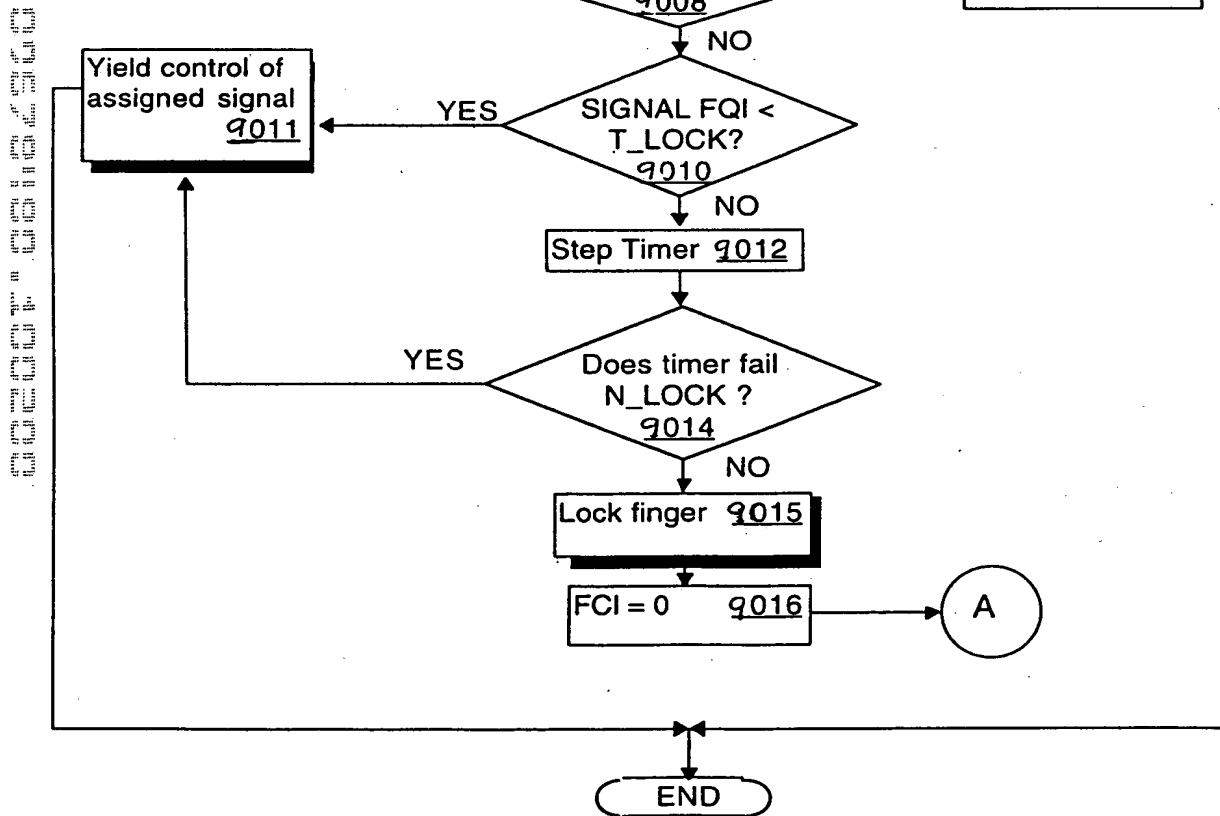 9008
NO
Yield control of
assigned signal
9011
YES
SIGNAL FQI <
T_LOCK?
9010
NO
Step Timer 9012
YES
Does timer fail
N_LOCK ?
9014
NO
Lock finger 9015
FCI = 0 9016
A
END